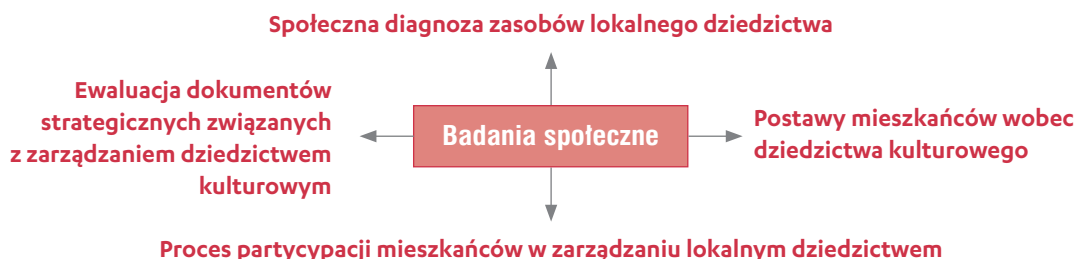 Społeczna diagnoza zasobów lokalnego dziedzictwa
Ewaluacja dokumentów
strategicznych związanych
z zarządzaniem dziedzictwem
kulturowym
Badania społeczne
Postawy mieszkańców wobec
dziedzictwa kulturowego
Proces partycypacji mieszkańców w zarządzaniu lokalnym dziedzictwem